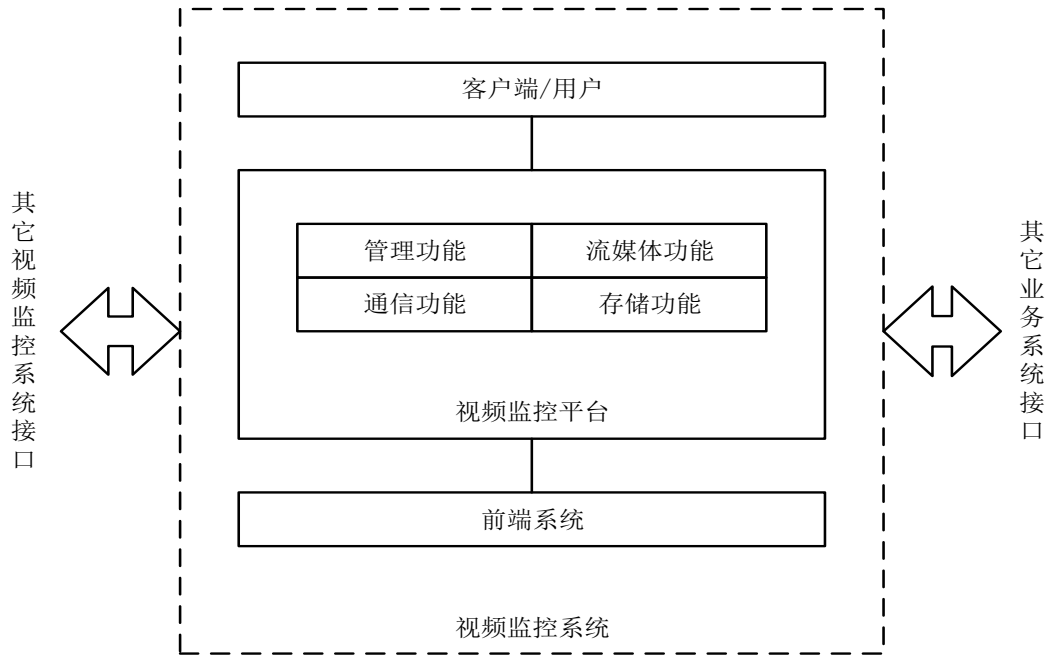 客户端/用户
其它视频监控系统接口
管理功能
流媒体功能
通信功能
存储功能
视频监控平台
其它业务系统接口
前端系统
视频监控系统